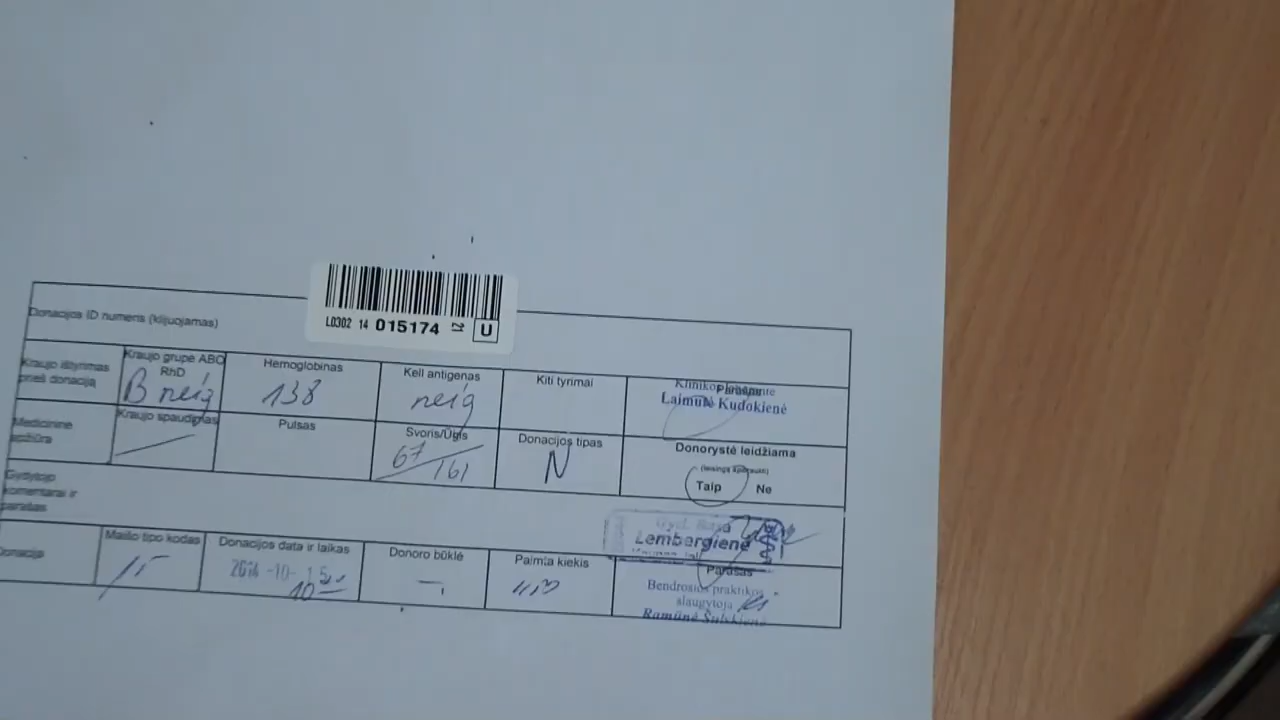 L0302 14 015174 U
Donacijos ID numeris (klijuojamas)
Kraujo ištyrimas prieš donaciją
Kraujo grupė ABO RhD
B neig
Hemoglobinas
138
Kell antigenas
neig
Kiti tyrimai
Parašas
Laimutė Kudokienė
Medicininė apžiūra
Kraujo spaudimas
Pulsas
Svoris/Ūgis
67/161
Donacijos tipas
N
Donorystė leidžiama
Taip Ne
Gydytojo komentarai ir parašas
Lembergienė
Donacija
Maišo tipo kodas
Donacijos data ir laikas
2014-10-15
Donoro būklė
Paimta kiekis
Parašas
Bendrosios praktikos
slaugytoja
Ramūnė Šulskienė